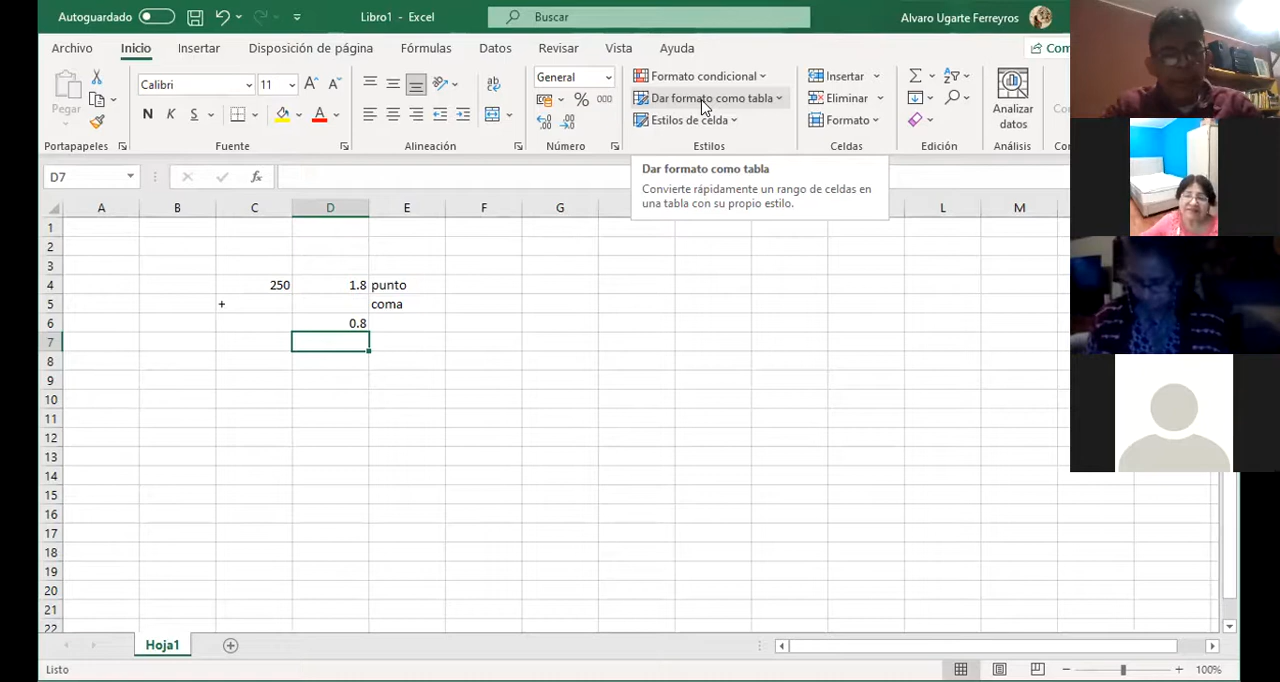 Autoguardado
Libro1 - Excel
Buscar
Alvaro Ugarte Ferreyros
Archivo Inicio Insertar Disposición de página Fórmulas Datos Revisar Vista Ayuda
Pegar
Portapapeles
Calibri 11
N K S
Fuente
Alineación
General
% 000
Número
Formato condicional
Dar formato como tabla
Estilos de celda
Estilos
Insertar
Eliminar
Formato
Celdas
Edición
Analizar
datos
Análisis
D7
fx
Dar formato como tabla
Convierte rápidamente un rango de celdas en
una tabla con su propio estilo.
A B C D E F G L M
1
2
3
4 250 1.8 punto
5 + coma
6 0.8
7
8
9
10
11
12
13
14
15
16
17
18
19
20
21
22
Hoja1
Listo
100%